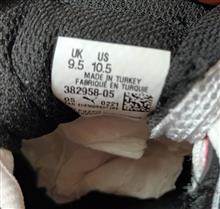 UK US
9.5 10.5
MADE IN TURKEY
FABRIQUÉ EN TURQUIE
382958-05